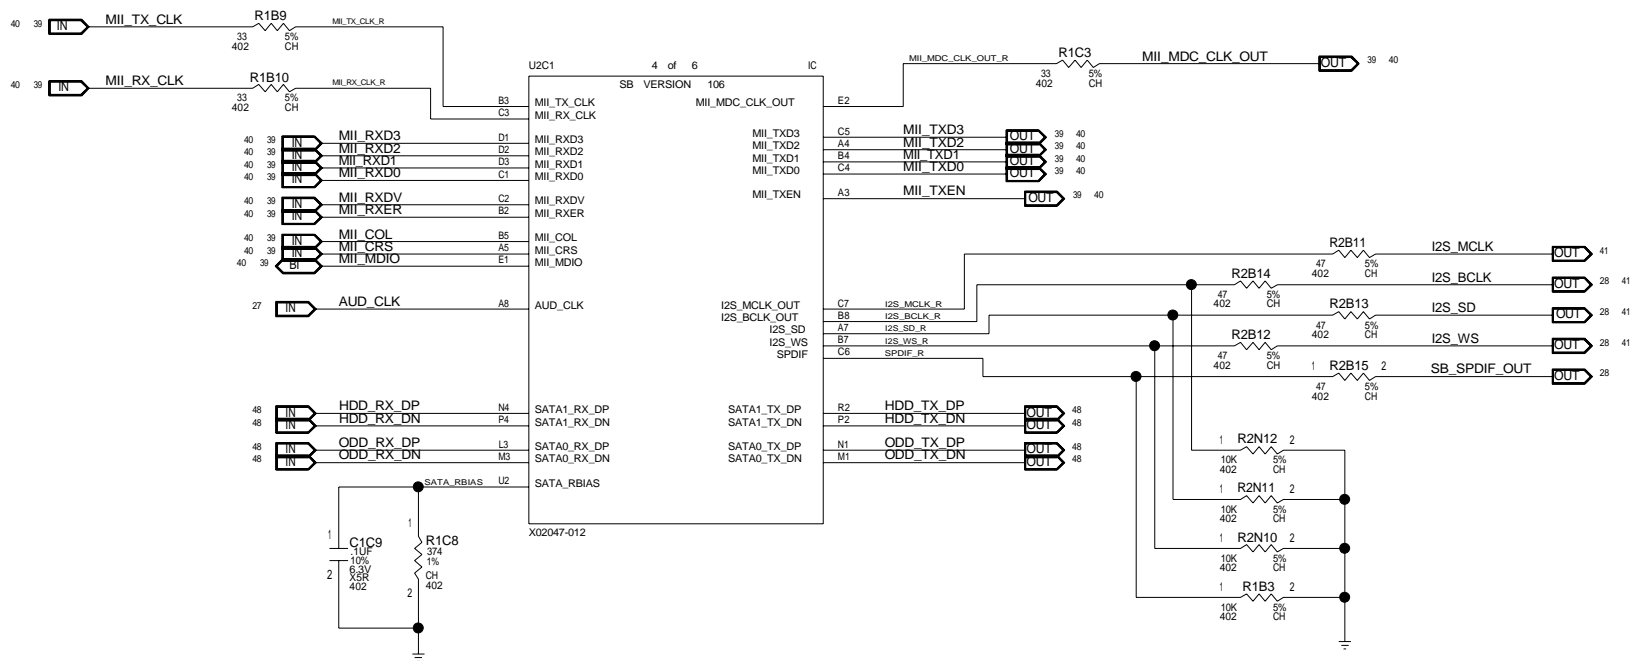 40 39 IN MII_TX_CLK R1B9 MII_TX_CLK_R
33 5%
402 CH
40 39 IN MII_RX_CLK R1B10 MII_RX_CLK_R
33 5%
402 CH
U2C1 4 of 6 IC
SB VERSION 106
B3 MII_TX_CLK
C3 MII_RX_CLK
40 39 IN MII_RXD3 D1 MII_RXD3
40 39 IN MII_RXD2 D2 MII_RXD2
40 39 IN MII_RXD1 D3 MII_RXD1
40 39 IN MII_RXD0 C1 MII_RXD0
40 39 IN MII_RXDV C2 MII_RXDV
40 39 IN MII_RXER B2 MII_RXER
40 39 IN MII_COL B5 MII_COL
40 39 IN MII_CRS A5 MII_CRS
40 39 BI MII_MDIO E1 MII_MDIO
27 IN AUD_CLK A8 AUD_CLK
48 IN HDD_RX_DP N4 SATA1_RX_DP
48 IN HDD_RX_DN P4 SATA1_RX_DN
48 IN ODD_RX_DP L3 SATA0_RX_DP
48 IN ODD_RX_DN M3 SATA0_RX_DN
SATA_RBIAS U2 SATA_RBIAS
X02047-012
1 C1C9 2
.1UF
10%
6.3V
X5R
402
1 R1C8 2
374
1%
CH
402
MII_MDC_CLK_OUT E2 MII_MDC_CLK_OUT_R R1C3 MII_MDC_CLK_OUT OUT 39 40
33 5%
402 CH
MII_TXD3 C5 MII_TXD3 OUT 39 40
MII_TXD2 A4 MII_TXD2 OUT 39 40
MII_TXD1 B4 MII_TXD1 OUT 39 40
MII_TXD0 C4 MII_TXD0 OUT 39 40
MII_TXEN A3 MII_TXEN OUT 39 40
I2S_MCLK_OUT C7 I2S_MCLK_R
I2S_BCLK_OUT B8 I2S_BCLK_R
I2S_SD A7 I2S_SD_R
I2S_WS B7 I2S_WS_R
SPDIF C6 SPDIF_R
R2B11 I2S_MCLK OUT 41
47 5%
402 CH
R2B14 I2S_BCLK OUT 28 41
47 5%
402 CH
R2B13 I2S_SD OUT 28 41
47 5%
402 CH
R2B12 I2S_WS OUT 28 41
47 5%
402 CH
1 R2B15 2 SB_SPDIF_OUT OUT 28
47 5%
402 CH
SATA1_TX_DP R2 HDD_TX_DP OUT 48
SATA1_TX_DN P2 HDD_TX_DN OUT 48
SATA0_TX_DP N1 ODD_TX_DP OUT 48
SATA0_TX_DN M1 ODD_TX_DN OUT 48
1 R2N12 2
10K 5%
402 CH
1 R2N11 2
10K 5%
402 CH
1 R2N10 2
10K 5%
402 CH
1 R1B3 2
10K 5%
402 CH